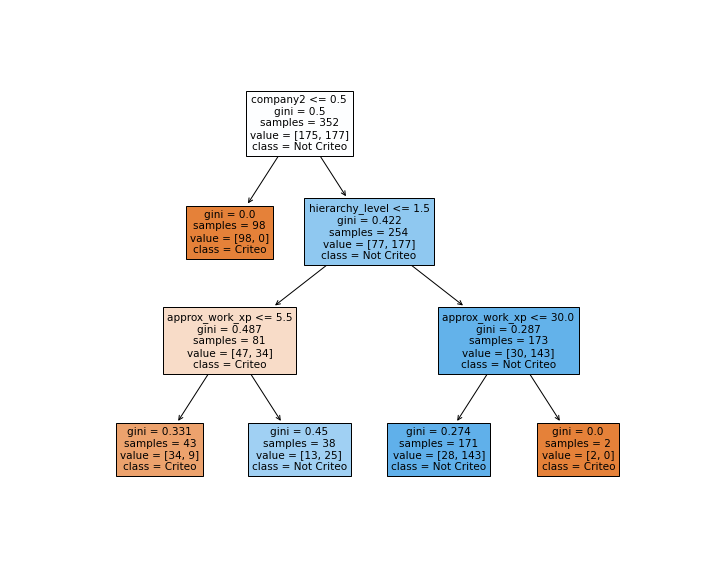 company2 <= 0.5
gini = 0.5
samples = 352
value = [175, 177]
class = Not Criteo
gini = 0.0
samples = 98
value = [98, 0]
class = Criteo
hierarchy_level <= 1.5
gini = 0.422
samples = 254
value = [77, 177]
class = Not Criteo
approx_work_xp <= 5.5
gini = 0.487
samples = 81
value = [47, 34]
class = Criteo
approx_work_xp <= 30.0
gini = 0.287
samples = 173
value = [30, 143]
class = Not Criteo
gini = 0.331
samples = 43
value = [34, 9]
class = Criteo
gini = 0.45
samples = 38
value = [13, 25]
class = Not Criteo
gini = 0.274
samples = 171
value = [28, 143]
class = Not Criteo
gini = 0.0
samples = 2
value = [2, 0]
class = Criteo